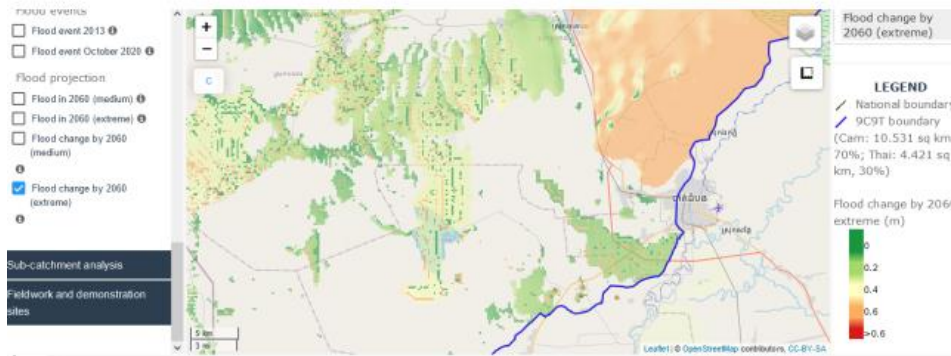 Flood events
Flood event 2013
Flood event October 2020
Flood projection
Flood in 2060 (medium)
Flood in 2060 (extreme)
Flood change by 2060
(medium)
Flood change by 2060
(extreme)
Sub-catchment analysis
Fieldwork and demonstration
sites
+
−
C
5 km
3 mi
Leaflet | © OpenStreetMap contributors, CC-BY-SA
Flood change by
2060 (extreme)
LEGEND
National boundary
9C9T boundary
(Cam: 10.531 sq km,
70%; Thai: 4.421 sq
km, 30%)
Flood change by 2060
extreme (m)
0
0.2
0.4
0.6
>0.6